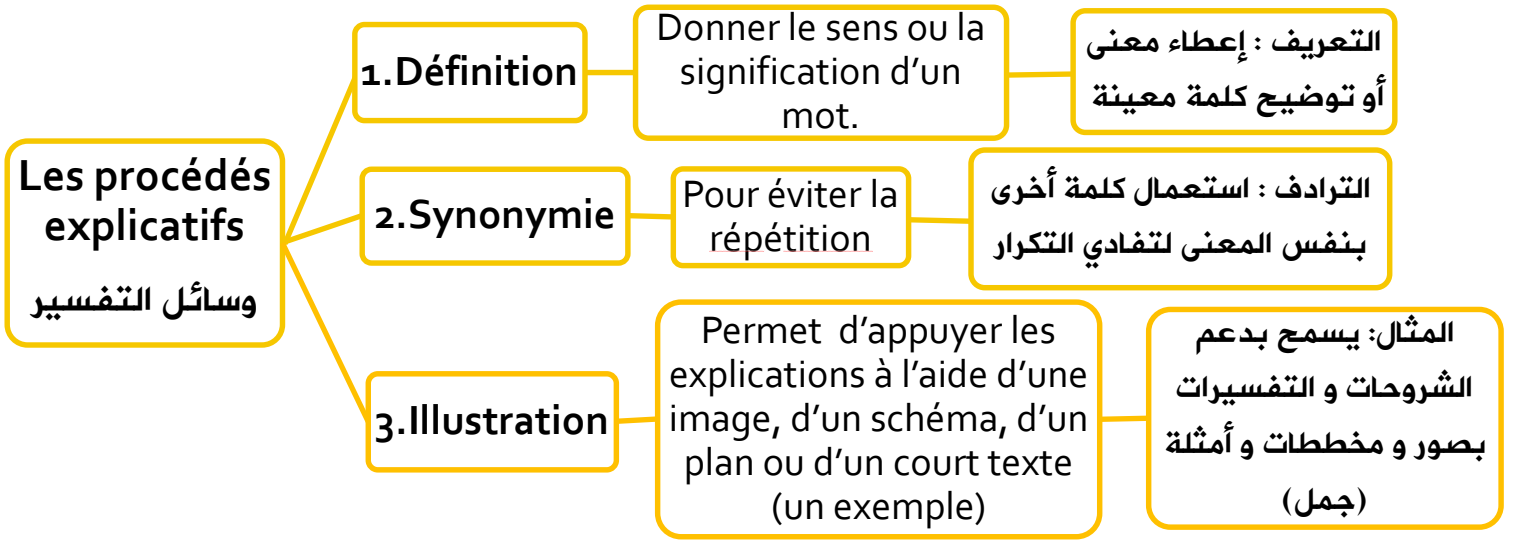 Les procédés
explicatifs
وسائل التفسير
1.Définition
Donner le sens ou la
signification d’un
mot.
التعريف : إعطاء معنى
أو توضيح كلمة معينة
2.Synonymie
Pour éviter la
répétition
الترادف : استعمال كلمة أخرى
بنفس المعنى لتفادي التكرار
3.Illustration
Permet d’appuyer les
explications à l’aide d’une
image, d’un schéma, d’un
plan ou d’un court texte
(un exemple)
المثال: يسمح بدعم
الشروحات و التفسيرات
بصور و مخططات و أمثلة
(جمل)